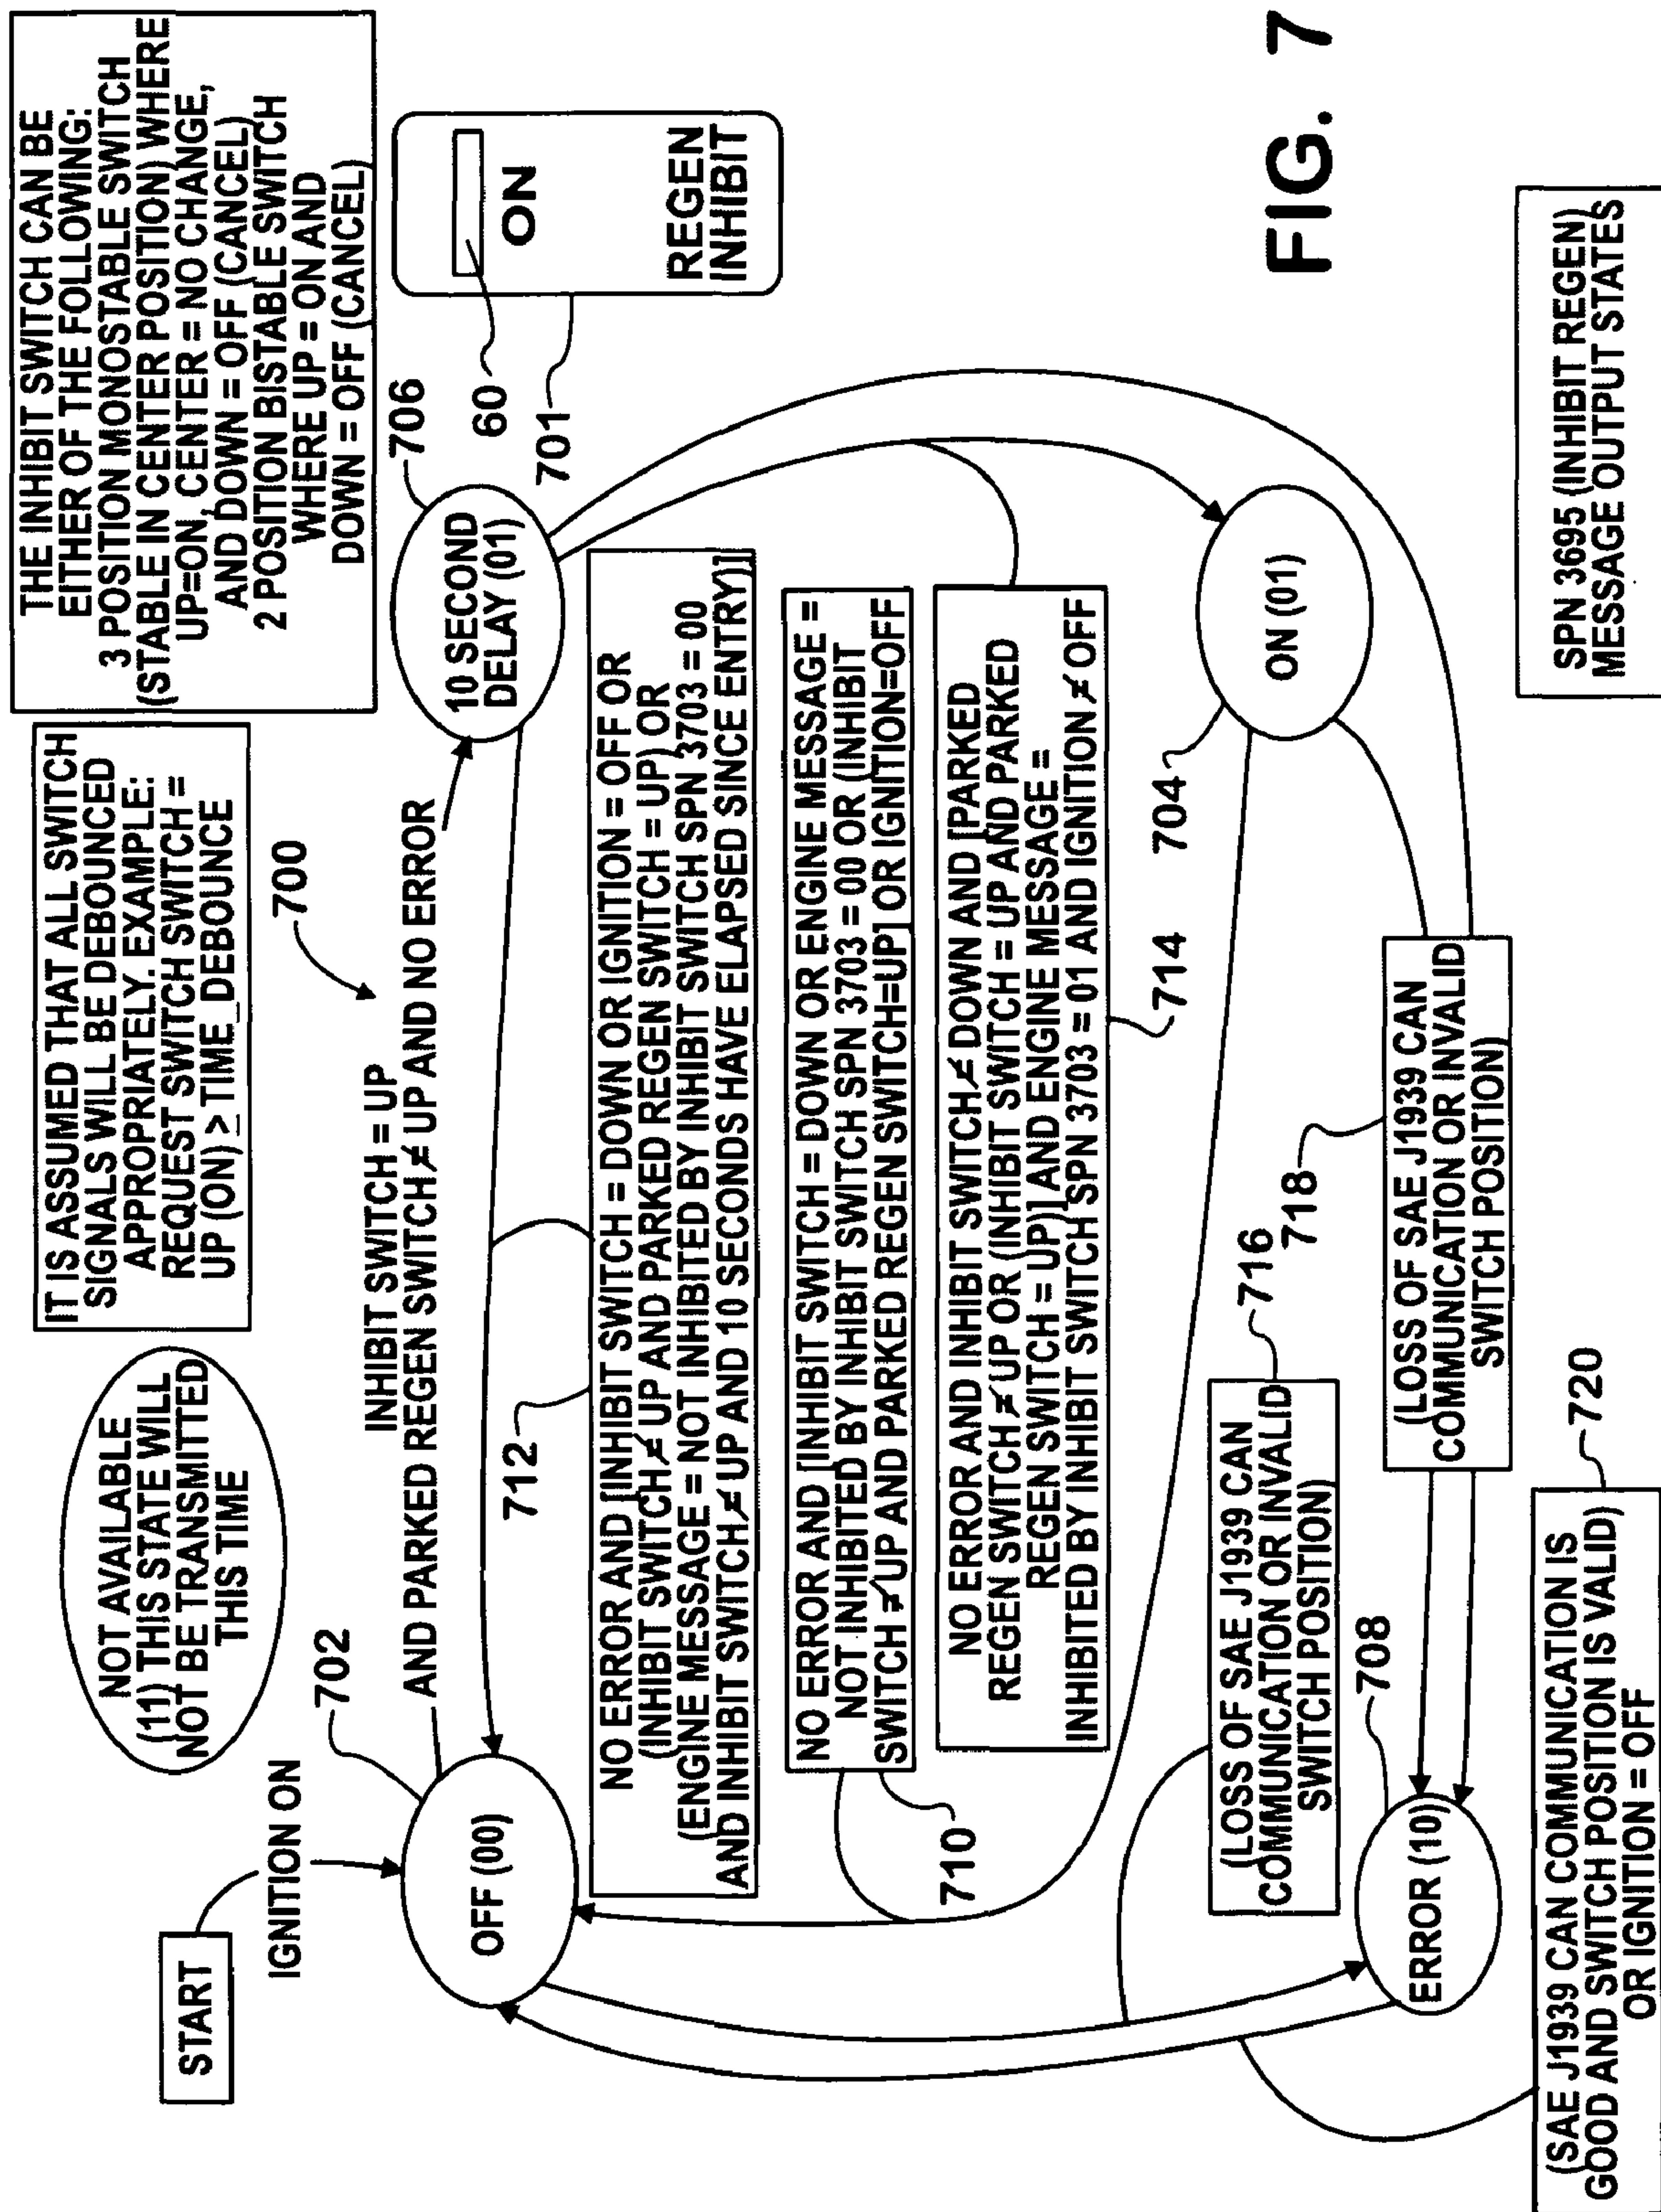 START
IGNITION ON
NOT AVAILABLE
(11) THIS STATE WILL
NOT BE TRANSMITTED
THIS TIME
IT IS ASSUMED THAT ALL SWITCH
SIGNALS WILL BE DEBOUNCED
APPROPRIATELY. EXAMPLE:
REQUEST SWITCH SWITCH =
UP (ON) ≥ TIME_DEBOUNCE
THE INHIBIT SWITCH CAN BE
EITHER OF THE FOLLOWING:
3 POSITION MONOSTABLE SWITCH
(STABLE IN CENTER POSITION) WHERE
UP=ON, CENTER = NO CHANGE,
AND DOWN = OFF (CANCEL)
2 POSITION BISTABLE SWITCH
WHERE UP = ON AND
DOWN = OFF (CANCEL)
702
OFF (00)
700
INHIBIT SWITCH = UP
AND PARKED REGEN SWITCH ≠ UP AND NO ERROR
706
10 SECOND
DELAY (01)
60
701
ON
REGEN
INHIBIT
712
NO ERROR AND [INHIBIT SWITCH = DOWN OR IGNITION = OFF OR
(INHIBIT SWITCH ≠ UP AND PARKED REGEN SWITCH = UP) OR
(ENGINE MESSAGE = NOT INHIBITED BY INHIBIT SWITCH SPN 3703 = 00
AND INHIBIT SWITCH ≠ UP AND 10 SECONDS HAVE ELAPSED SINCE ENTRY)]
NO ERROR AND [INHIBIT SWITCH = DOWN OR ENGINE MESSAGE =
NOT INHIBITED BY INHIBIT SWITCH SPN 3703 = 00 OR (INHIBIT
SWITCH ≠ UP AND PARKED REGEN SWITCH=UP] OR IGNITION=OFF
710
NO ERROR AND INHIBIT SWITCH ≠ DOWN AND [PARKED
REGEN SWITCH ≠ UP OR (INHIBIT SWITCH = UP AND PARKED
REGEN SWITCH = UP)] AND ENGINE MESSAGE =
INHIBITED BY INHIBIT SWITCH SPN 3703 = 01 AND IGNITION ≠ OFF
714
704
ON (01)
716
(LOSS OF SAE J1939 CAN
COMMUNICATION OR INVALID
SWITCH POSITION)
718
(LOSS OF SAE J1939 CAN
COMMUNICATION OR INVALID
SWITCH POSITION)
708
ERROR (10)
720
(SAE J1939 CAN COMMUNICATION IS
GOOD AND SWITCH POSITION IS VALID)
OR IGNITION = OFF
SPN 3695 (INHIBIT REGEN)
MESSAGE OUTPUT STATES
FIG. 7